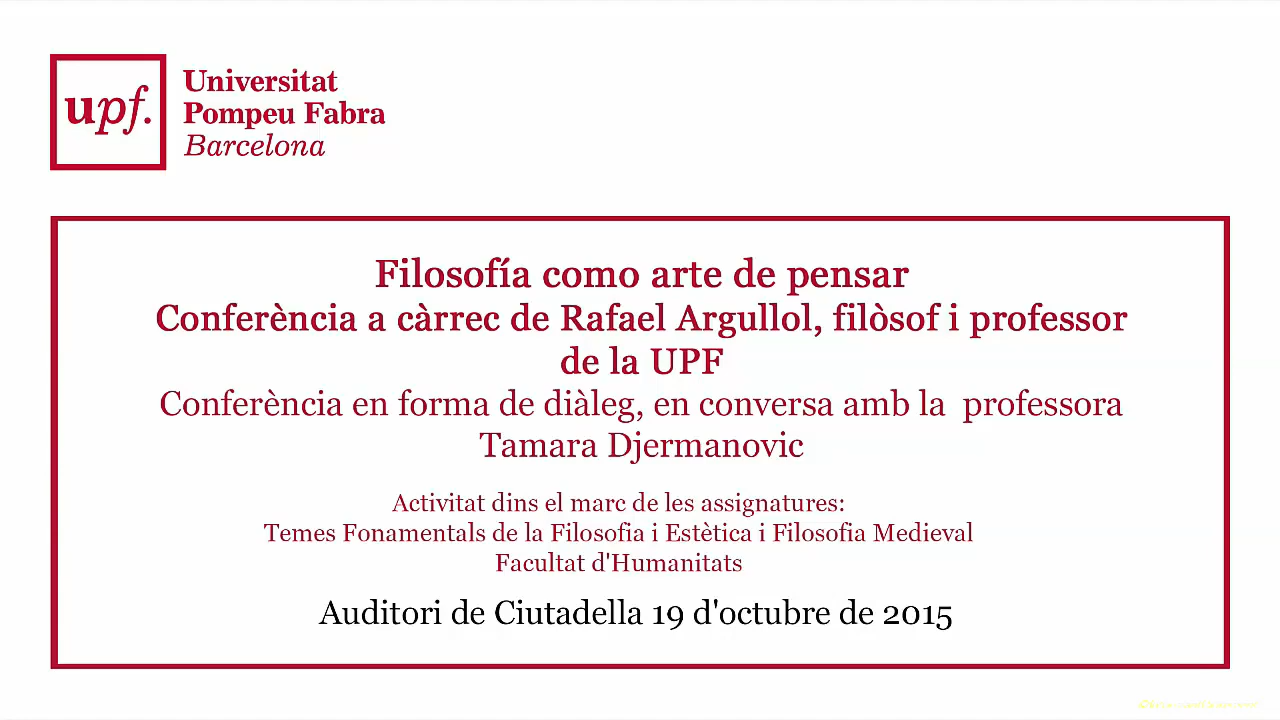 upf.
Universitat
Pompeu Fabra
Barcelona
Filosofía como arte de pensar
Conferència a càrrec de Rafael Argullol, filòsof i professor
de la UPF
Conferència en forma de diàleg, en conversa amb la professora
Tamara Djermanovic
Activitat dins el marc de les assignatures:
Temes Fonamentals de la Filosofia i Estètica i Filosofia Medieval
Facultat d'Humanitats
Auditori de Ciutadella 19 d'octubre de 2015